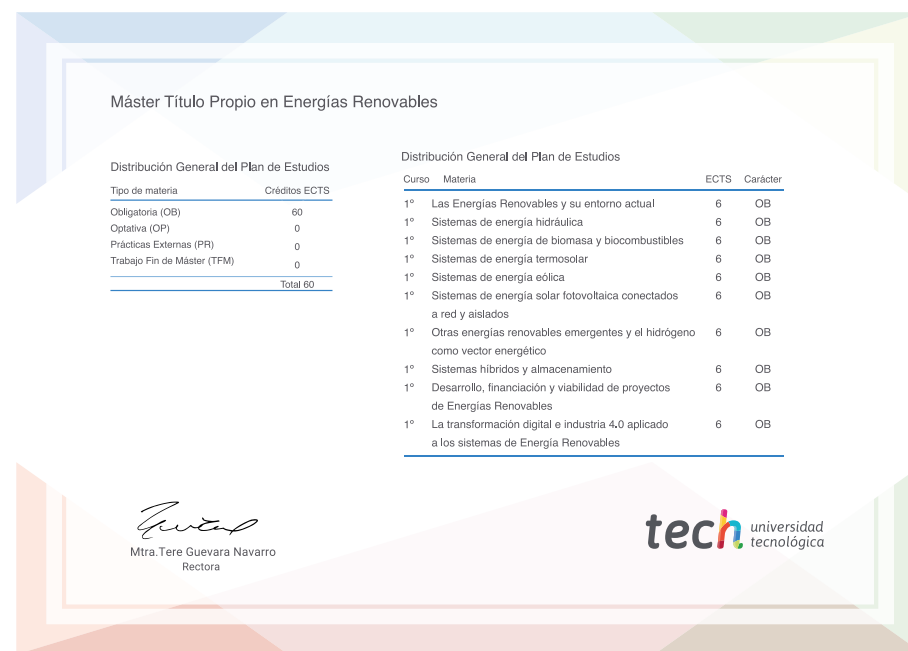 Máster Título Propio en Energías Renovables
Distribución General del Plan de Estudios
Tipo de materia Créditos ECTS
Obligatoria (OB) 60
Optativa (OP) 0
Prácticas Externas (PR) 0
Trabajo Fin de Máster (TFM) 0
Total 60
Distribución General del Plan de Estudios
Curso Materia ECTS Carácter
1º Las Energías Renovables y su entorno actual 6 OB
1º Sistemas de energía hidráulica 6 OB
1º Sistemas de energía de biomasa y biocombustibles 6 OB
1º Sistemas de energía termosolar 6 OB
1º Sistemas de energía eólica 6 OB
1º Sistemas de energía solar fotovoltaica conectados 6 OB
a red y aislados
1º Otras energías renovables emergentes y el hidrógeno 6 OB
como vector energético
1º Sistemas híbridos y almacenamiento 6 OB
1º Desarrollo, financiación y viabilidad de proyectos 6 OB
de Energías Renovables
1º La transformación digital e industria 4.0 aplicado 6 OB
a los sistemas de Energía Renovables
Mtra.Tere Guevara Navarro
Rectora
tech universidad
tecnológica